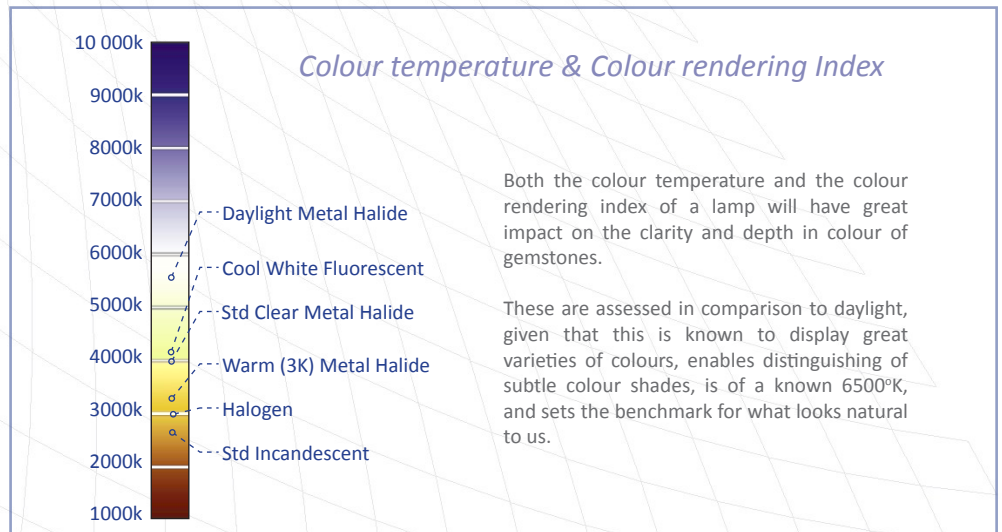 Colour temperature & Colour rendering Index
10 000k
9000k
8000k
7000k
6000k
5000k
4000k
3000k
2000k
1000k
Daylight Metal Halide
Cool White Fluorescent
Std Clear Metal Halide
Warm (3K) Metal Halide
Halogen
Std Incandescent
Both the colour temperature and the colour
rendering index of a lamp will have great
impact on the clarity and depth in colour of
gemstones.
These are assessed in comparison to daylight,
given that this is known to display great
varieties of colours, enables distinguishing of
subtle colour shades, is of a known 6500°K,
and sets the benchmark for what looks natural
to us.